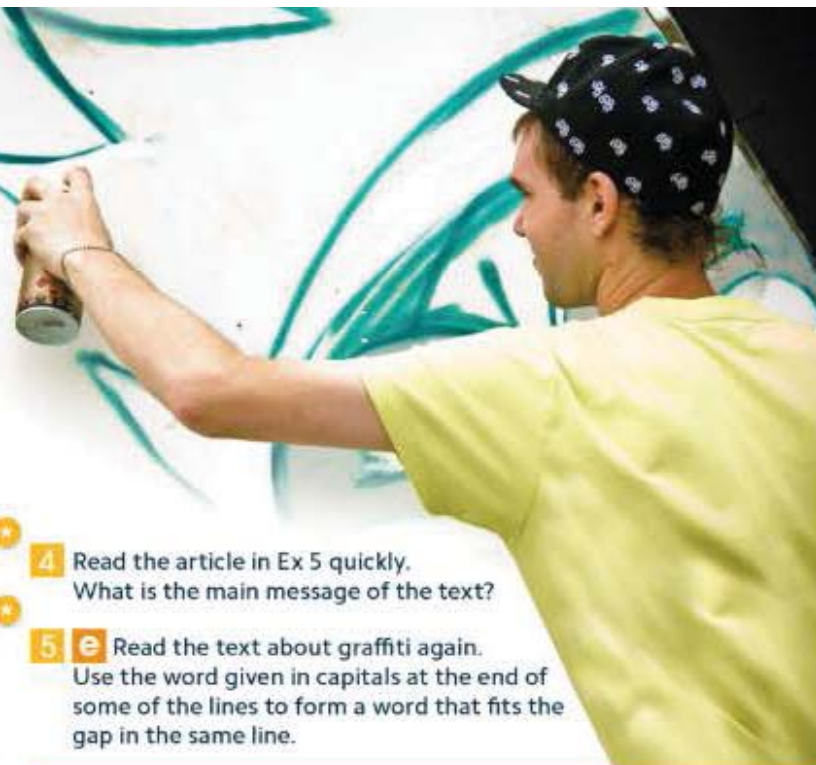 4 Read the article in Ex 5 quickly.
What is the main message of the text?
5 e Read the text about graffiti again.
Use the word given in capitals at the end of
some of the lines to form a word that fits the
gap in the same line.